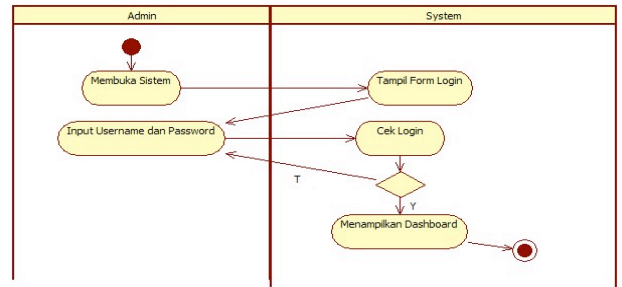 Admin
System
Membuka Sistem
Tampil Form Login
Input Username dan Password
Cek Login
T
Y
Menampilkan Dashboard